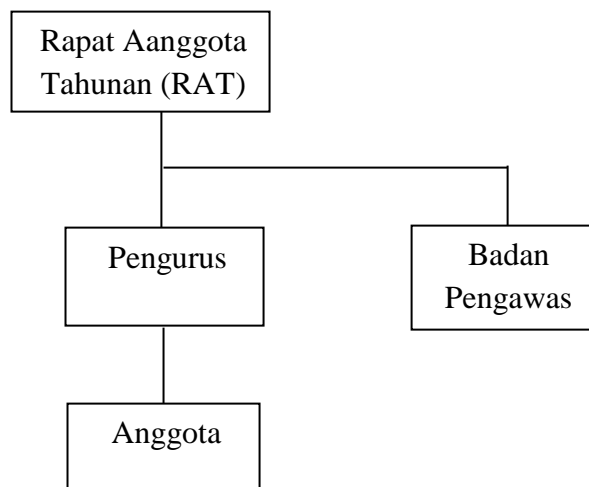 Rapat Aanggota
Tahunan (RAT)
Pengurus
Badan
Pengawas
Anggota